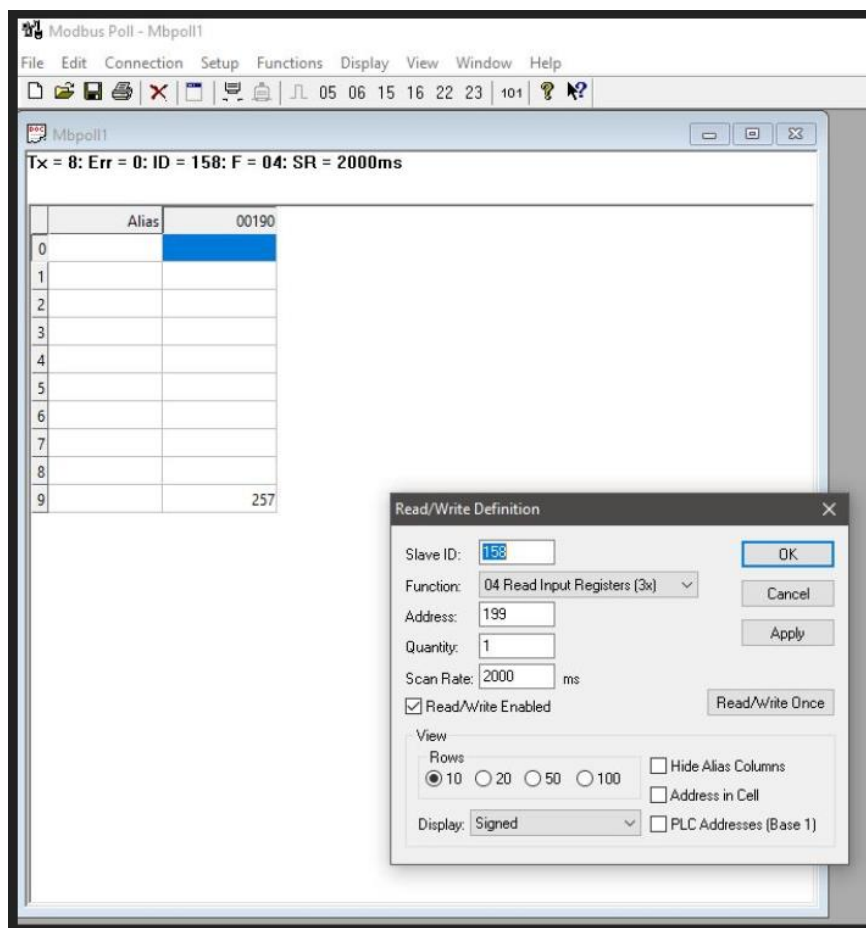 Modbus Poll - Mbpoll1
File Edit Connection Setup Functions Display View Window Help
05 06 15 16 22 23 101
Mbpoll1
Tx = 8: Err = 0: ID = 158: F = 04: SR = 2000ms
Alias 00190
0
1
2
3
4
5
6
7
8
9 257
Read/Write Definition
Slave ID: 158 OK
Function: 04 Read Input Registers (3x) Cancel
Address: 199
Apply
Quantity: 1
Scan Rate: 2000 ms
Read/Write Enabled Read/Write Once
View
Rows
10 20 50 100 Hide Alias Columns
Address in Cell
Display: Signed PLC Addresses (Base 1)